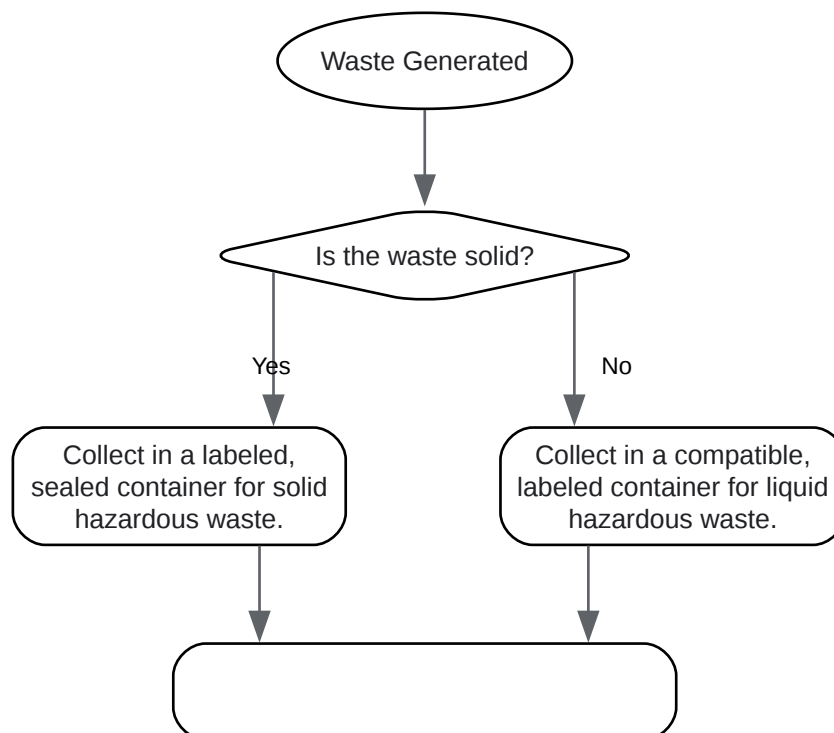 Waste Generated
Is the waste solid?
Yes
No
Collect in a labeled,
sealed container for solid
hazardous waste.
Collect in a compatible,
labeled container for liquid
hazardous waste.